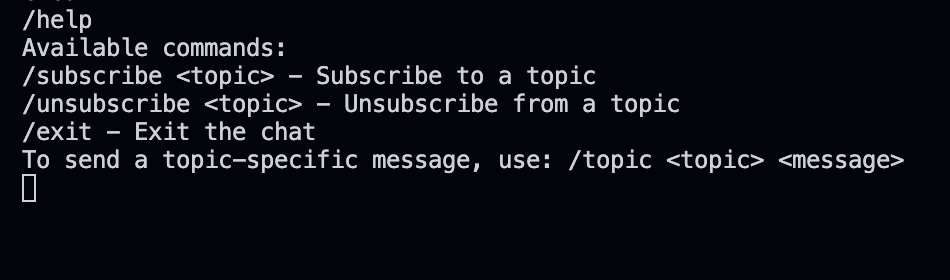 /help
Available commands:
/subscribe <topic> - Subscribe to a topic
/unsubscribe <topic> - Unsubscribe from a topic
/exit - Exit the chat
To send a topic-specific message, use: /topic <topic> <message>